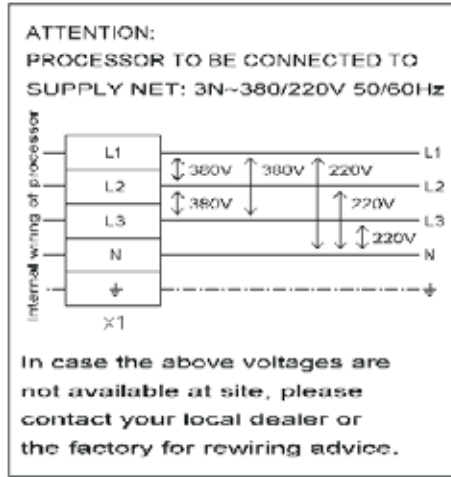 ATTENTION:
PROCESSOR TO BE CONNECTED TO
SUPPLY NET: 3N~380/220V 50/60Hz
Internal wiring of processor
L1 380V 380V 220V L1
L2 380V 220V L2
L3 220V L3
N N
×1
In case the above voltages are
not available at site, please
contact your local dealer or
the factory for rewiring advice.